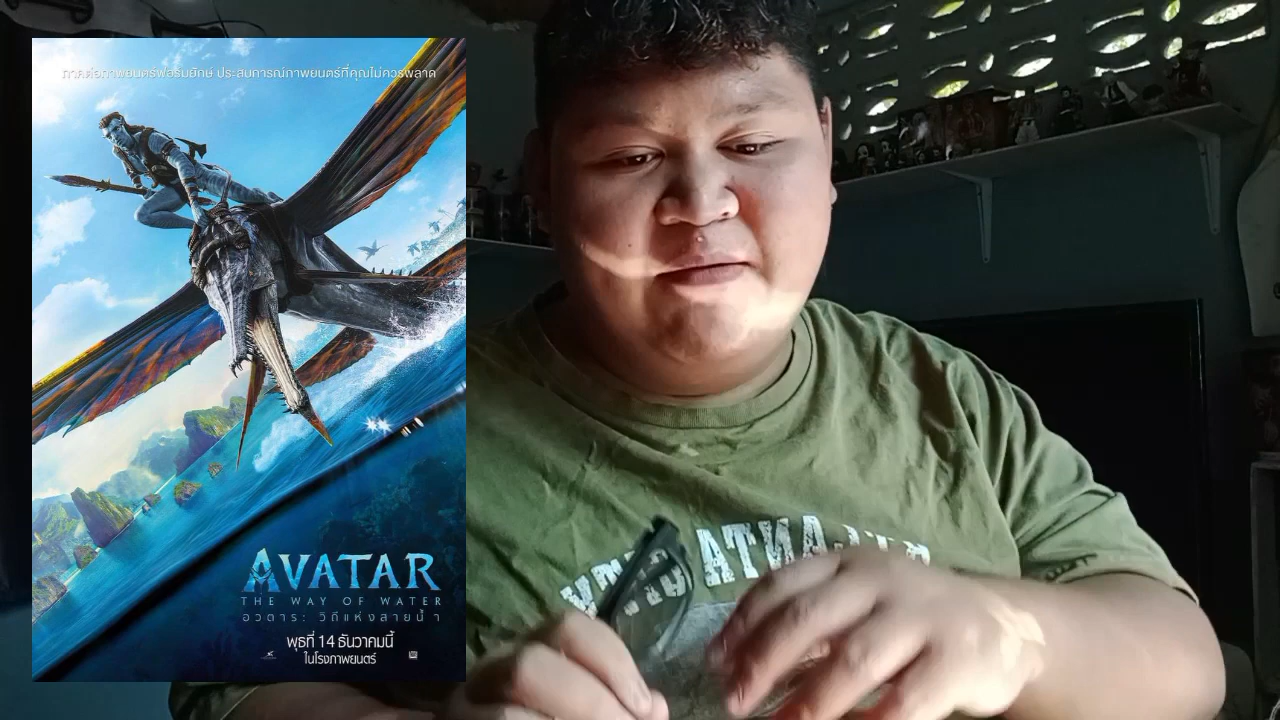 ภาคต่อภาพยนตร์ฟอร์มยักษ์ ประสบการณ์ภาพยนตร์ที่คุณไม่ควรพลาด
AVATAR
THE WAY OF WATER
อวตาร: วิถีแห่งสายน้ำ
พุธที่ 14 ธันวาคมนี้
ในโรงภาพยนตร์